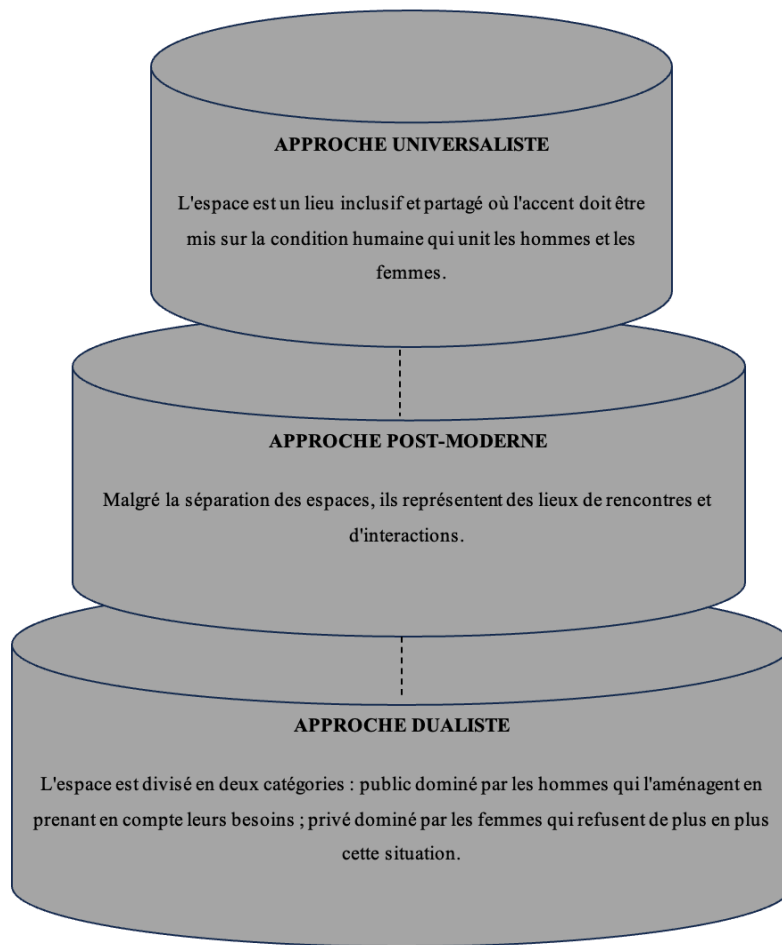 APPROCHE UNIVERSALISTE
L'espace est un lieu inclusif et partagé où l'accent doit être
mis sur la condition humaine qui unit les hommes et les
femmes.
APPROCHE POST-MODERNE
Malgré la séparation des espaces, ils représentent des lieux de rencontres et
d'interactions.
APPROCHE DUALISTE
L'espace est divisé en deux catégories : public dominé par les hommes qui l'aménagent en
prenant en compte leurs besoins ; privé dominé par les femmes qui refusent de plus en plus
cette situation.